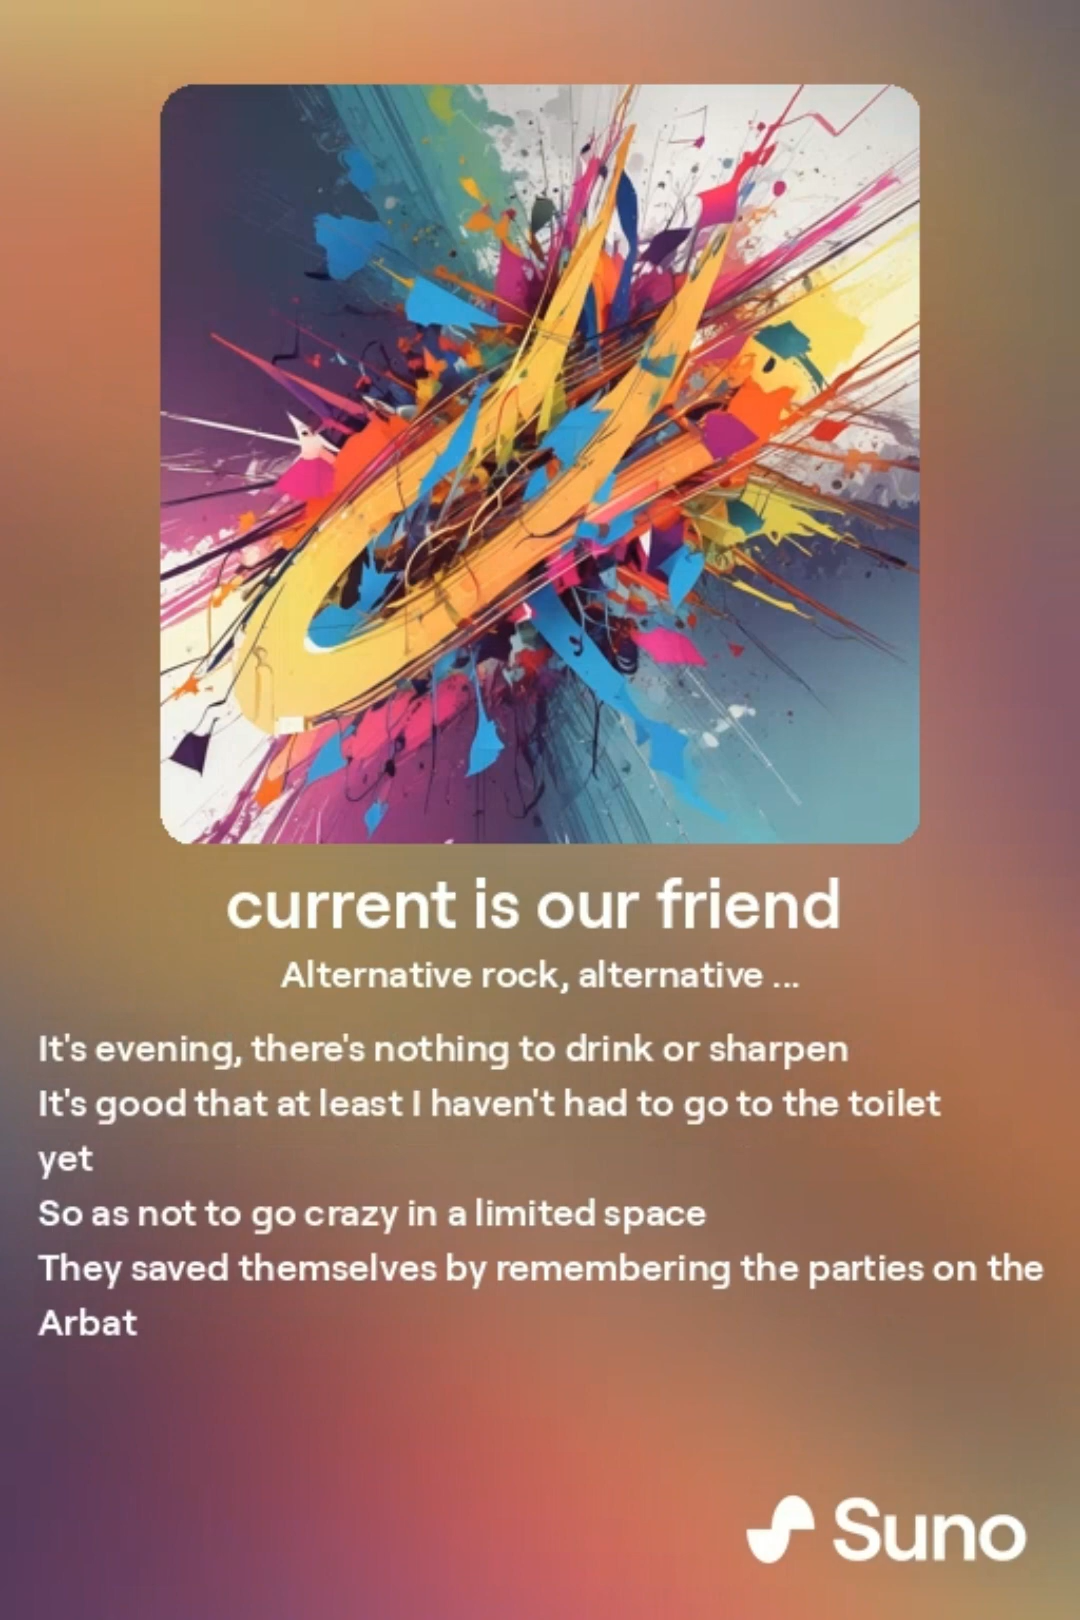 current is our friend
Alternative rock, alternative ...
It's evening, there's nothing to drink or sharpen
It's good that at least I haven't had to go to the toilet
yet
So as not to go crazy in a limited space
They saved themselves by remembering the parties on the
Arbat
Suno